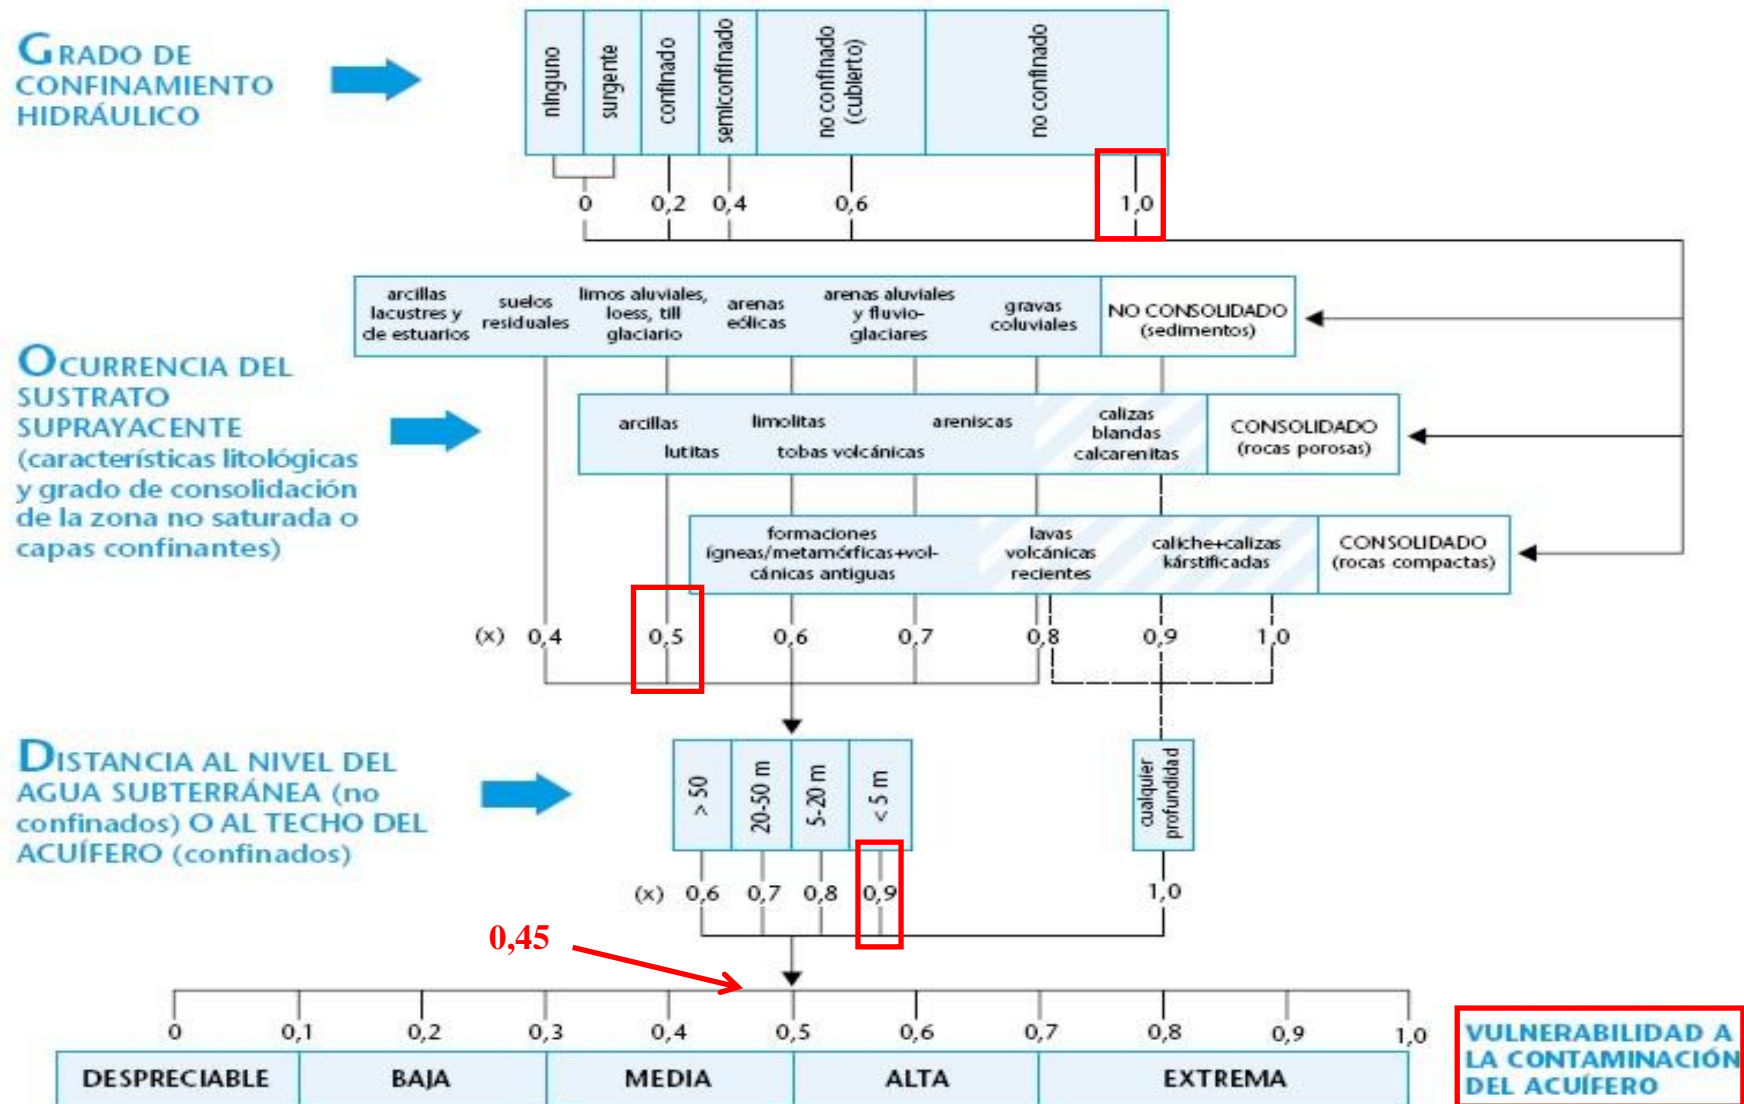 GRADO DE
CONFINAMIENTO
HIDRÁULICO
ninguno
surgente
confinado
semiconfinado
no confinado
(cubierto)
no confinado
0
0,2
0,4
0,6
1,0
OCURRENCIA DEL
SUSTRATO
SUPRAYACENTE
(características litológicas
y grado de consolidación
de la zona no saturada o
capas confinantes)
arcillas
lacustres y
de estuarios
suelos
residuales
limos aluviales,
loess, till
glaciario
arenas
eólicas
arenas aluviales
y fluvio-
glaciares
gravas
coluviales
NO CONSOLIDADO
(sedimentos)
arcillas
lutitas
limolitas
tobas volcánicas
areniscas
calizas
blandas
calcarenitas
CONSOLIDADO
(rocas porosas)
formaciones
ígneas/metamórficas+vol-
cánicas antiguas
lavas
volcánicas
recientes
caliche+calizas
kárstificadas
CONSOLIDADO
(rocas compactas)
(x) 0,4 0,5 0,6 0,7 0,8 0,9 1,0
DISTANCIA AL NIVEL DEL
AGUA SUBTERRÁNEA (no
confinados) O AL TECHO DEL
ACUÍFERO (confinados)
> 50
20-50 m
5-20 m
< 5 m
cualquier
profundidad
(x) 0,6 0,7 0,8 0,9 1,0
0,45
0 0,1 0,2 0,3 0,4 0,5 0,6 0,7 0,8 0,9 1,0
DESPRECIABLE BAJA MEDIA ALTA EXTREMA
VULNERABILIDAD A
LA CONTAMINACIÓN
DEL ACUÍFERO